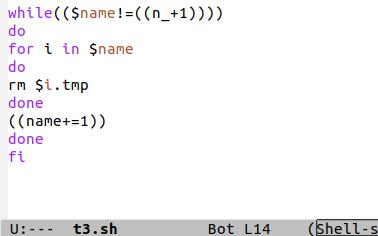 while(($name!=((n_+1))))
do
for i in $name
do
rm $i.tmp
done
((name+=1))
done
fi
U:--- t3.sh Bot L14 (Shell-s